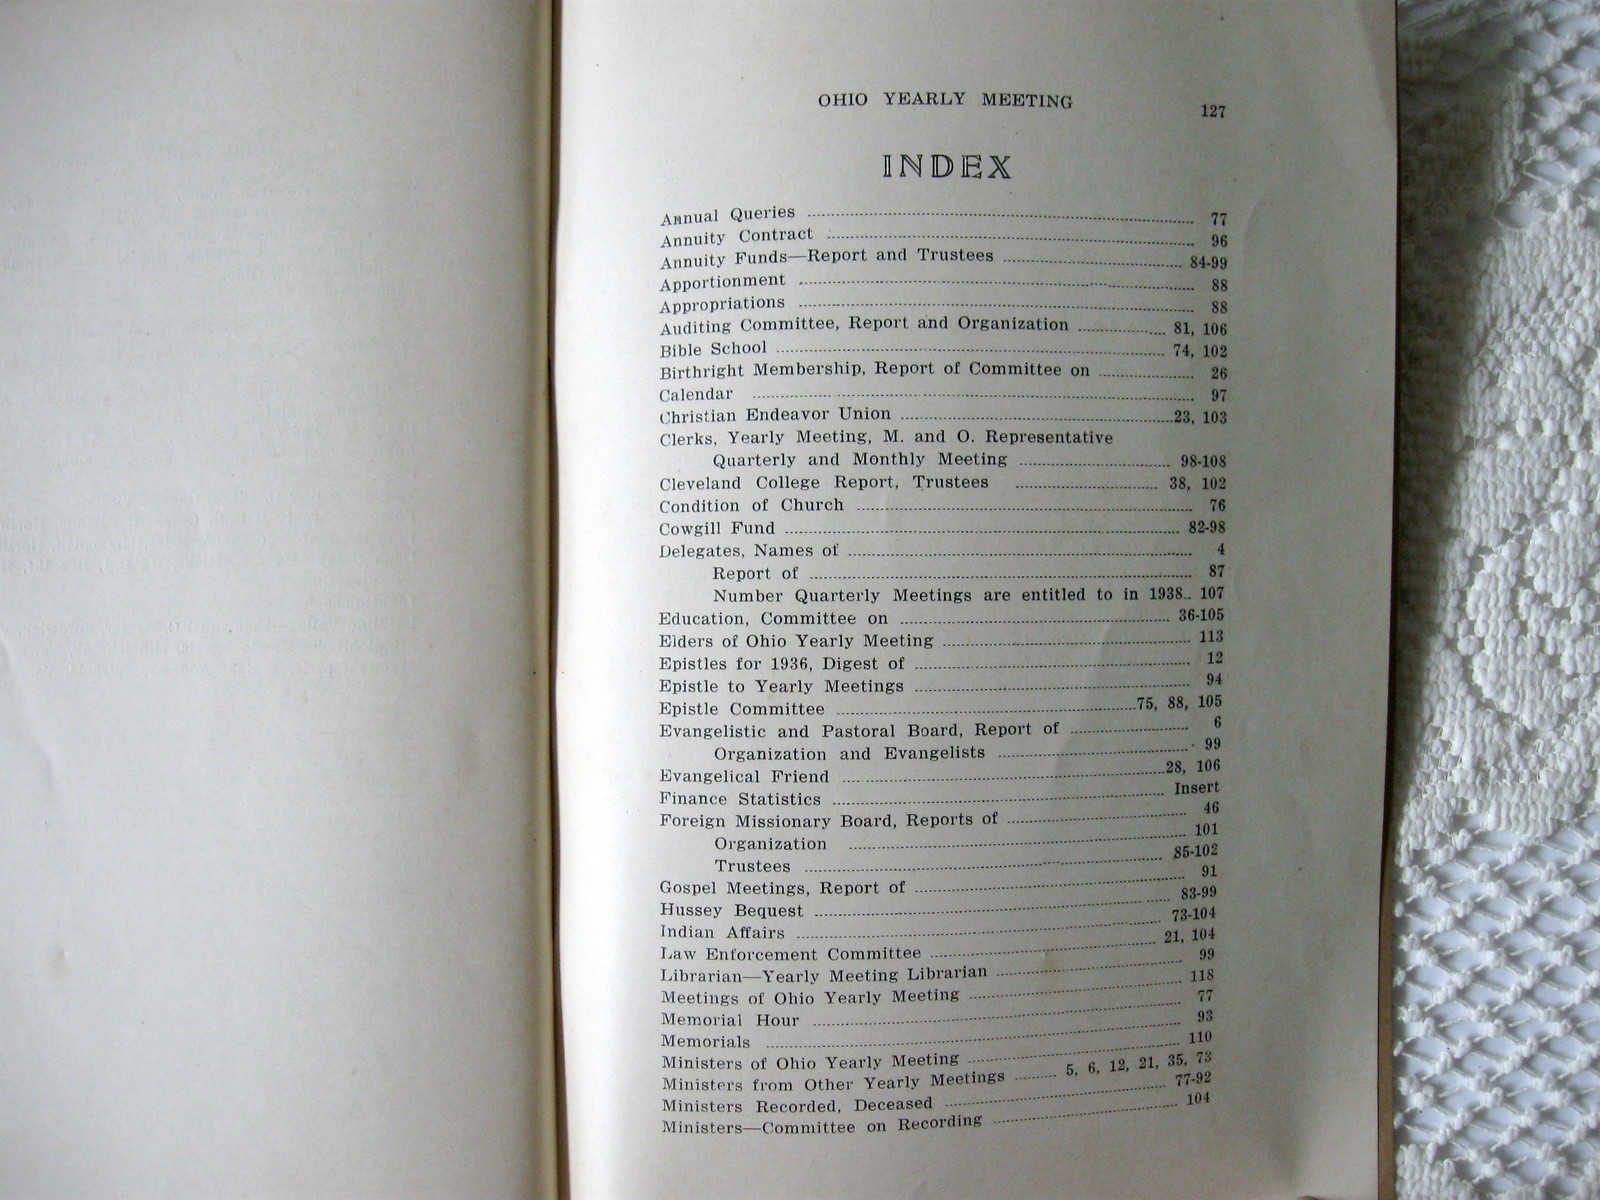 OHIO YEARLY MEETING
127
INDEX
Annual Queries ........ 77
Annuity Contract ........ 96
Annuity Funds—Report and Trustees ........ 84-99
Apportionment ........ 88
Appropriations ........ 88
Auditing Committee, Report and Organization ........ 81, 106
Bible School ........ 74, 102
Birthright Membership, Report of Committee on ........ 26
Calendar ........ 97
Christian Endeavor Union ........ 23, 103
Clerks, Yearly Meeting, M. and O. Representative
Quarterly and Monthly Meeting ........ 98-108
Cleveland College Report, Trustees ........ 38, 102
Condition of Church ........ 76
Cowgill Fund ........ 82-98
Delegates, Names of ........ 4
Report of ........ 87
Number Quarterly Meetings are entitled to in 1938.. 107
Education, Committee on ........ 36-105
Elders of Ohio Yearly Meeting ........ 113
Epistles for 1936, Digest of ........ 12
Epistle to Yearly Meetings ........ 94
Epistle Committee ........ 75, 88, 105
Evangelistic and Pastoral Board, Report of ........ 6
Organization and Evangelists ........ 99
Evangelical Friend ........ 28, 106
Finance Statistics ........ Insert
Foreign Missionary Board, Reports of ........ 46
Organization ........ 101
Trustees ........ 85-102
Gospel Meetings, Report of ........ 91
Hussey Bequest ........ 83-99
Indian Affairs ........ 73-104
Law Enforcement Committee ........ 21, 104
Librarian—Yearly Meeting Librarian ........ 99
Meetings of Ohio Yearly Meeting ........ 118
Memorial Hour ........ 77
Memorials ........ 93
Ministers of Ohio Yearly Meeting ........ 110
Ministers from Other Yearly Meetings ........ 5, 6, 12, 21, 35, 73
Ministers Recorded, Deceased ........ 77-92
Ministers—Committee on Recording ........ 104